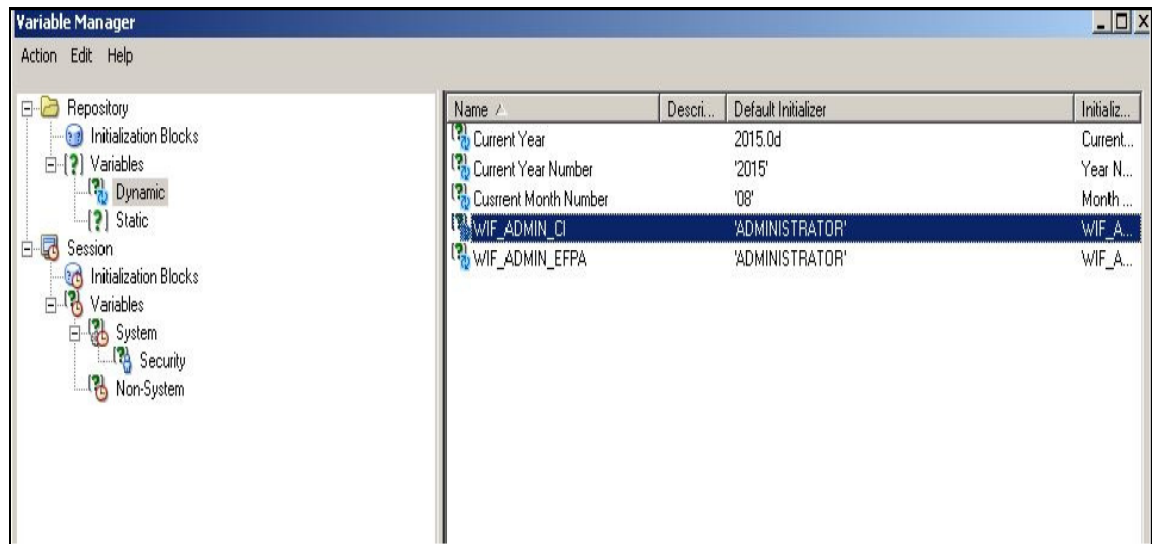 Variable Manager
Action Edit Help
Repository
Initialization Blocks
Variables
Dynamic
Static
Session
Initialization Blocks
Variables
System
Security
Non-System
Name Descri... Default Initializer Initializ...
Current Year 2015.0d Current...
Current Year Number '2015' Year N...
Cusrrent Month Number '08' Month ...
WIF_ADMIN_CI 'ADMINISTRATOR' WIF_A...
WIF_ADMIN_EFPA 'ADMINISTRATOR' WIF_A...